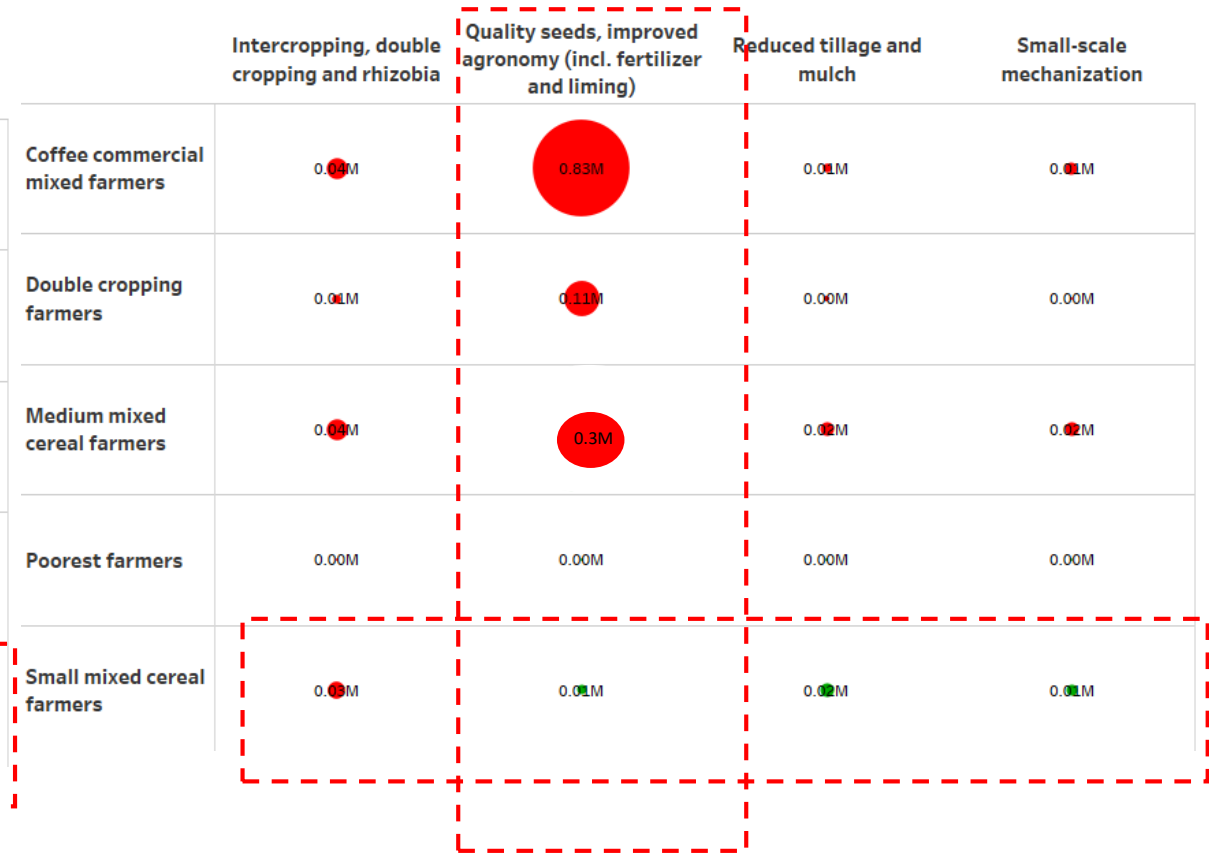 Intercropping, double
cropping and rhizobia
Quality seeds, improved
agronomy (incl. fertilizer
and liming)
Reduced tillage and
mulch
Small-scale
mechanization
Coffee commercial
mixed farmers
0.04M
0.83M
0.01M
0.01M
Double cropping
farmers
0.01M
0.11M
0.00M
0.00M
Medium mixed
cereal farmers
0.04M
0.3M
0.02M
0.02M
Poorest farmers
0.00M
0.00M
0.00M
0.00M
Small mixed cereal
farmers
0.03M
0.01M
0.02M
0.01M